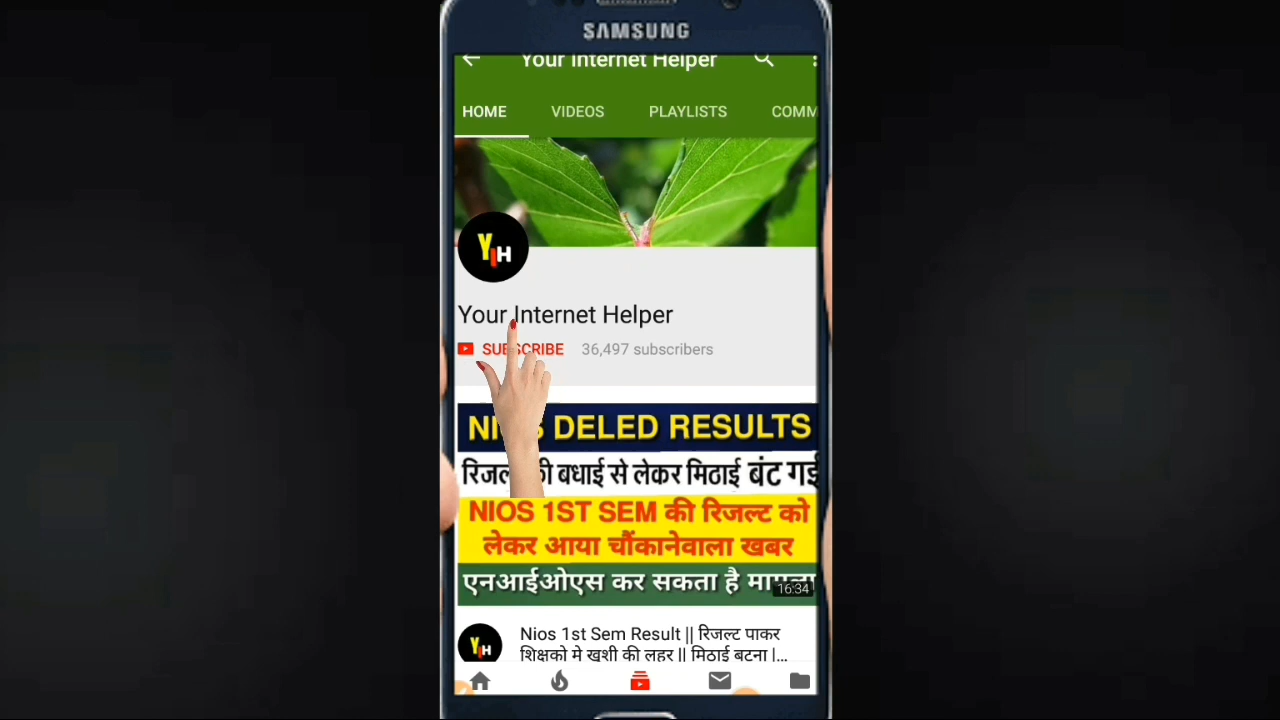 SAMSUNG
Your Internet Helper
HOME VIDEOS PLAYLISTS COMM
YIH
Your Internet Helper
SUBSCRIBE 36,497 subscribers
DELED RESULTS
की बधाई से लेकर मिठाई बंट गई
NIOS 1ST SEM की रिजल्ट को
लेकर आया चौंकानेवाला खबर
एनआईओएस कर सकता है
16:34
Nios 1st Sem Result || रिजल्ट पाकर
YIH
शिक्षको मे खुशी की लहर || मिठाई बटना |...